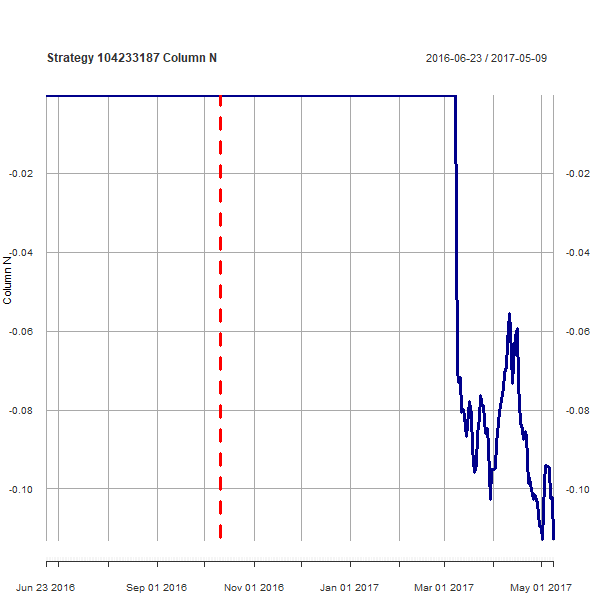 Strategy 104233187 Column N 2016-06-23 / 2017-05-09
-0.02 -0.02
-0.04 -0.04
Column N
-0.06 -0.06
-0.08 -0.08
-0.10 -0.10
Jun 23 2016 Sep 01 2016 Nov 01 2016 Jan 01 2017 Mar 01 2017 May 01 2017